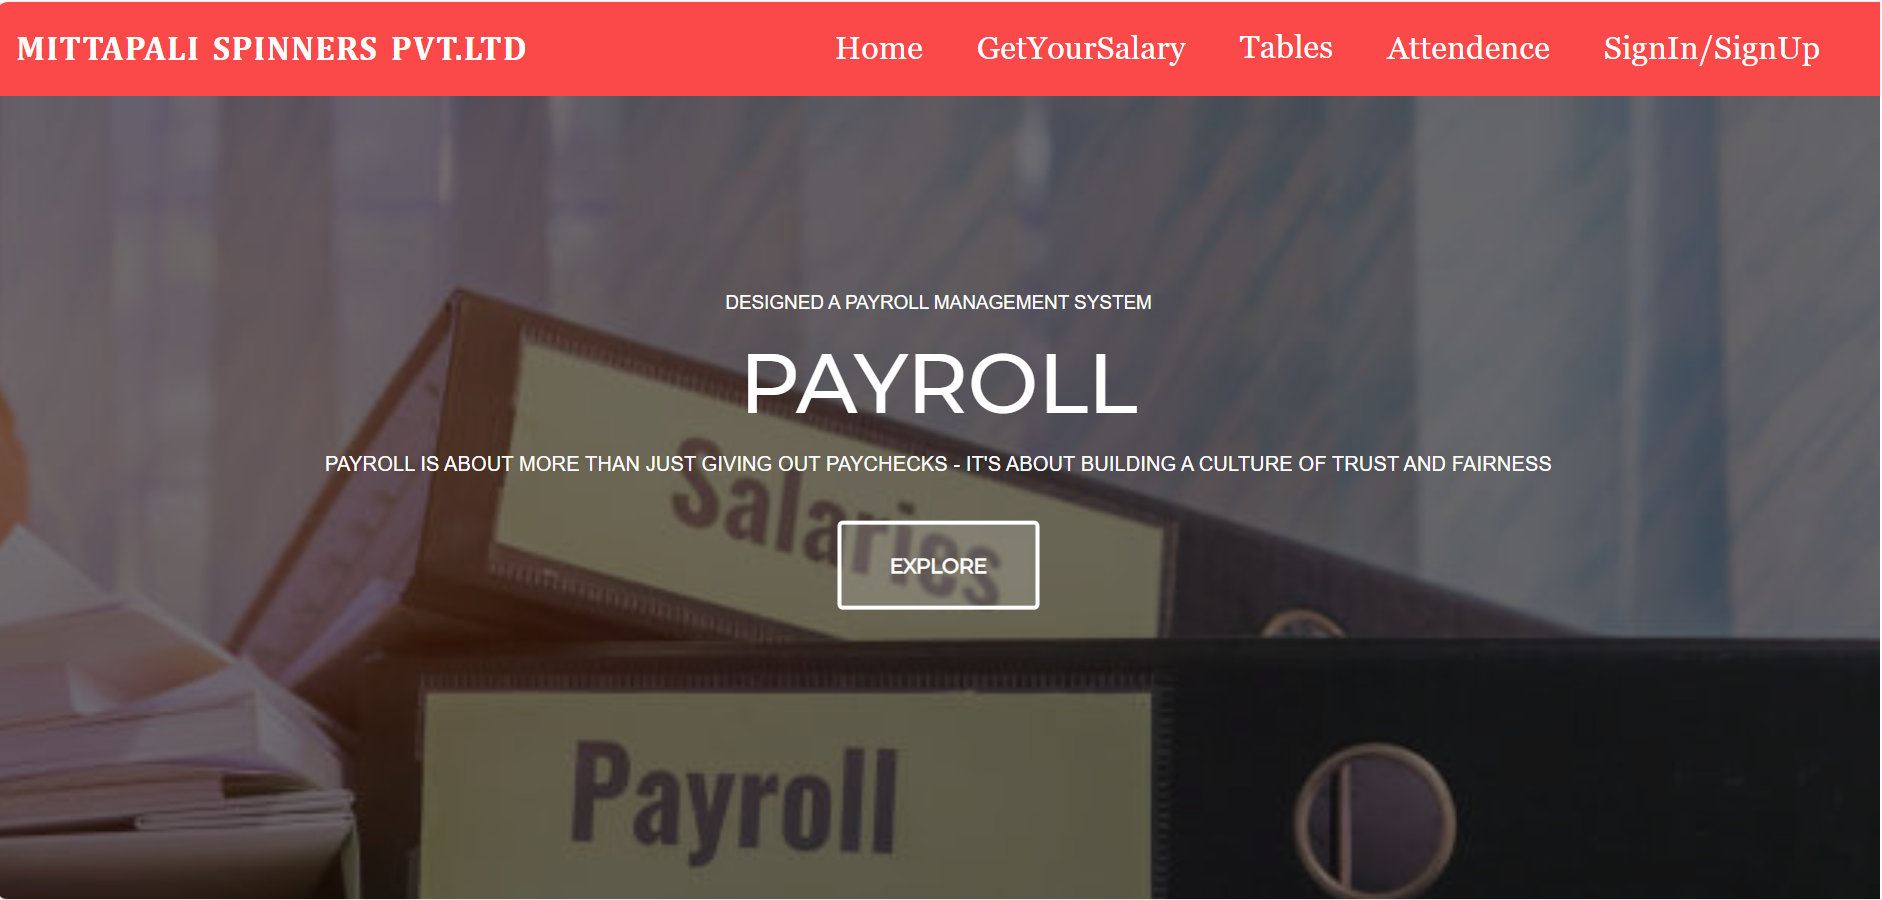 MITTAPALI SPINNERS PVT.LTD
Home GetYourSalary Tables Attendence SignIn/SignUp
DESIGNED A PAYROLL MANAGEMENT SYSTEM
PAYROLL
PAYROLL IS ABOUT MORE THAN JUST GIVING OUT PAYCHECKS - IT'S ABOUT BUILDING A CULTURE OF TRUST AND FAIRNESS
Salaries
EXPLORE
Payroll